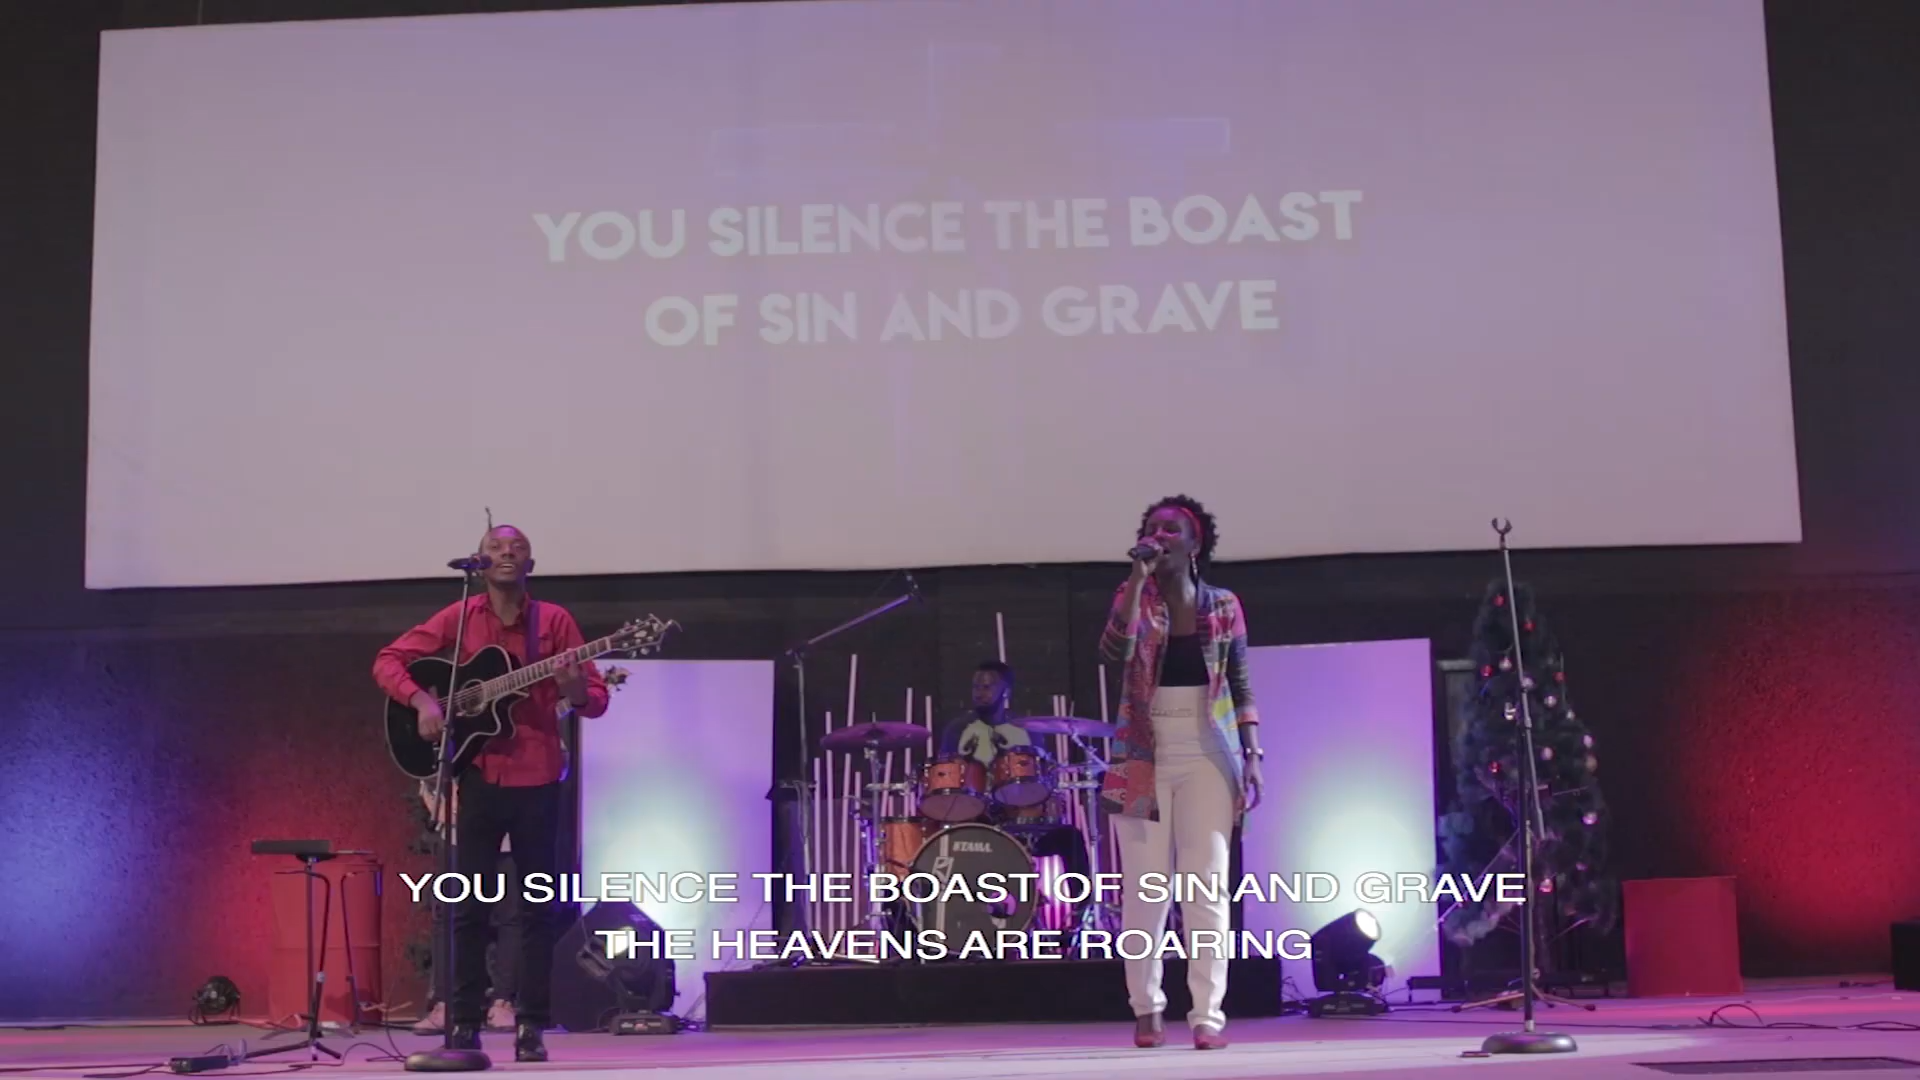 YOU SILENCE THE BOAST
OF SIN AND GRAVE
TAMA
YOU SILENCE THE BOAST OF SIN AND GRAVE
THE HEAVENS ARE ROARING